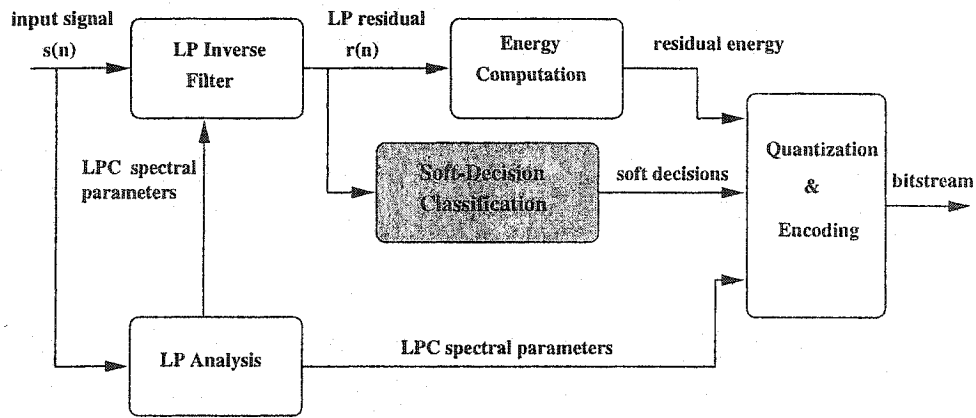 input signal
s(n)
LP Inverse
Filter
LP residual
r(n)
Energy
Computation
residual energy
LPC spectral
parameters
Soft-Decision
Classification
soft decisions
Quantization
&
Encoding
bitstream
LP Analysis
LPC spectral parameters